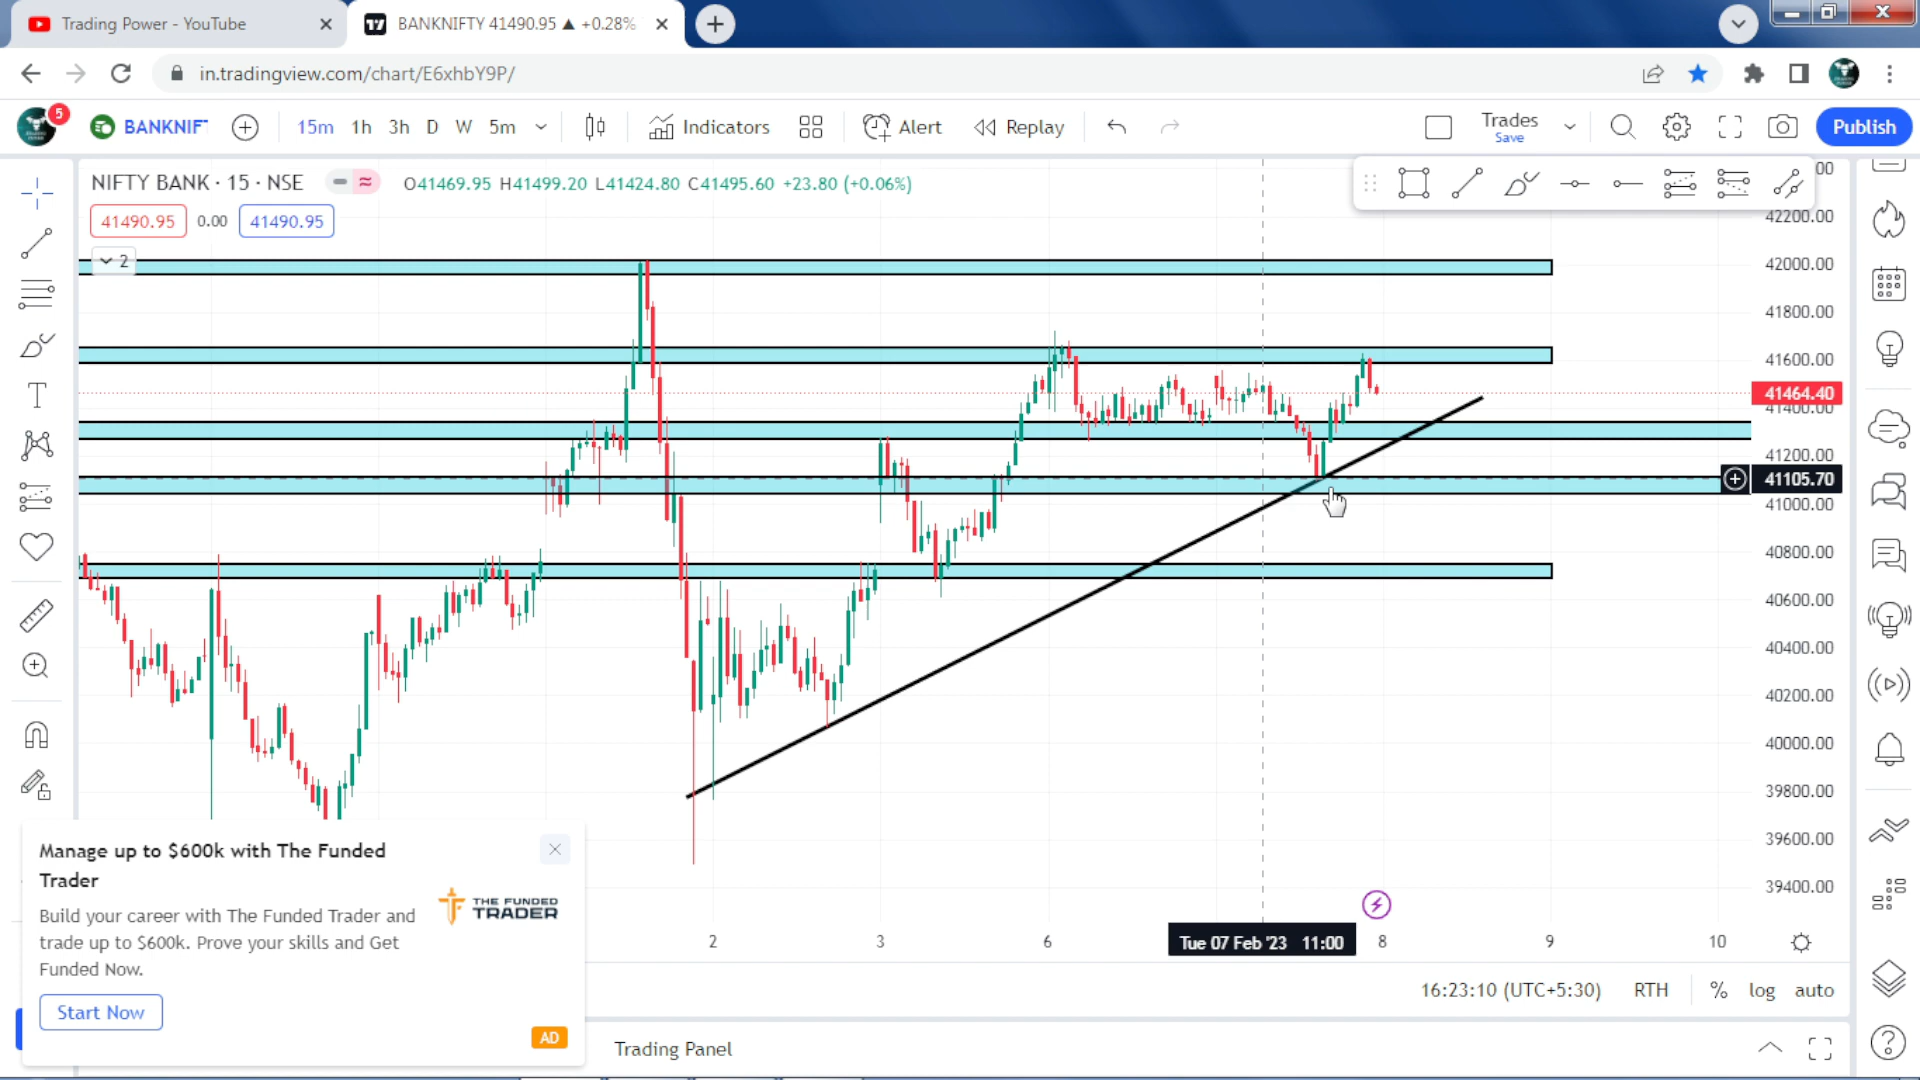 Trading Power - YouTube
BANKNIFTY 41490.95 ▲ +0.28%
in.tradingview.com/chart/E6xhbY9P/
5
BANKNIF
15m 1h 3h D W 5m
Indicators
Alert
Replay
Trades
Save
Publish
NIFTY BANK · 15 · NSE
O41469.95 H41499.20 L41424.80 C41495.60 +23.80 (+0.06%)
41490.95 0.00 41490.95
2
42200.00
42000.00
41800.00
41600.00
41464.40
41400.00
41200.00
41105.70
41000.00
40800.00
40600.00
40400.00
40200.00
40000.00
39800.00
39600.00
39400.00
2 3 6 Tue 07 Feb '23 11:00 8 9 10
Manage up to $600k with The Funded
Trader
Build your career with The Funded Trader and
trade up to $600k. Prove your skills and Get
Funded Now.
THE FUNDED
TRADER
Start Now
AD
16:23:10 (UTC+5:30) RTH % log auto
Trading Panel